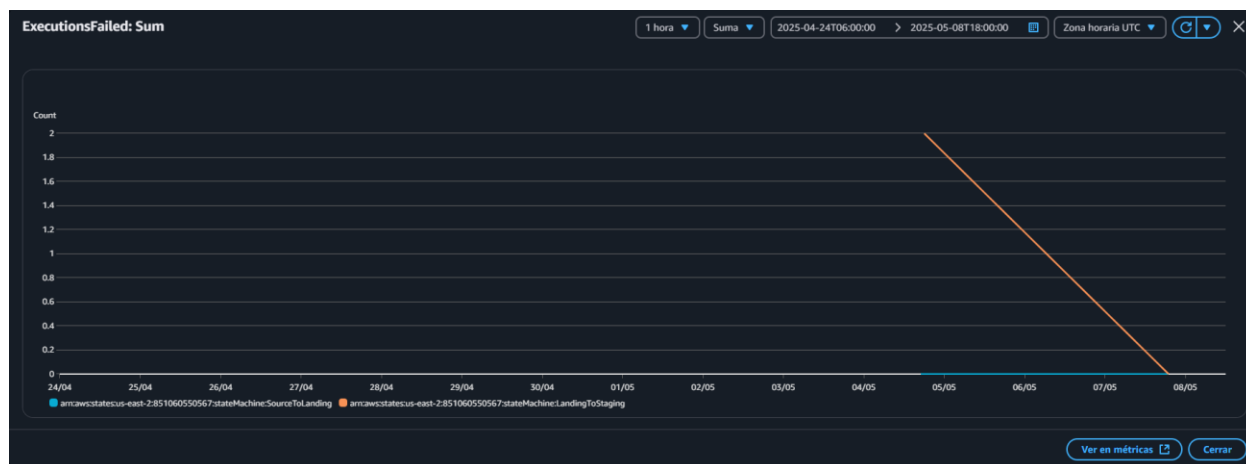 ExecutionsFailed: Sum
1 hora
Suma
2025-04-24T06:00:00 > 2025-05-08T18:00:00
Zona horaria UTC
Count
2
1.8
1.6
1.4
1.2
1
0.8
0.6
0.4
0.2
0
24/04 25/04 26/04 27/04 28/04 29/04 30/04 01/05 02/05 03/05 04/05 05/05 06/05 07/05 08/05
arn:aws:states:us-east-2:851060550567:stateMachine:SourceToLanding arn:aws:states:us-east-2:851060550567:stateMachine:LandingToStaging
Ver en métricas
Cerrar